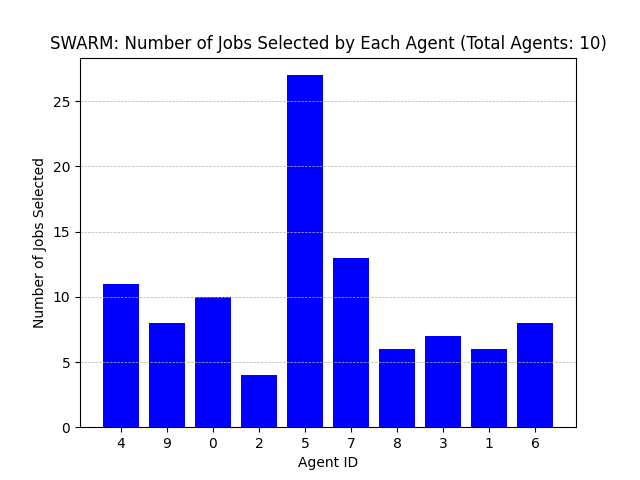 SWARM: Number of Jobs Selected by Each Agent (Total Agents: 10)
Number of Jobs Selected
25
20
15
10
5
0
4 9 0 2 5 7 8 3 1 6
Agent ID